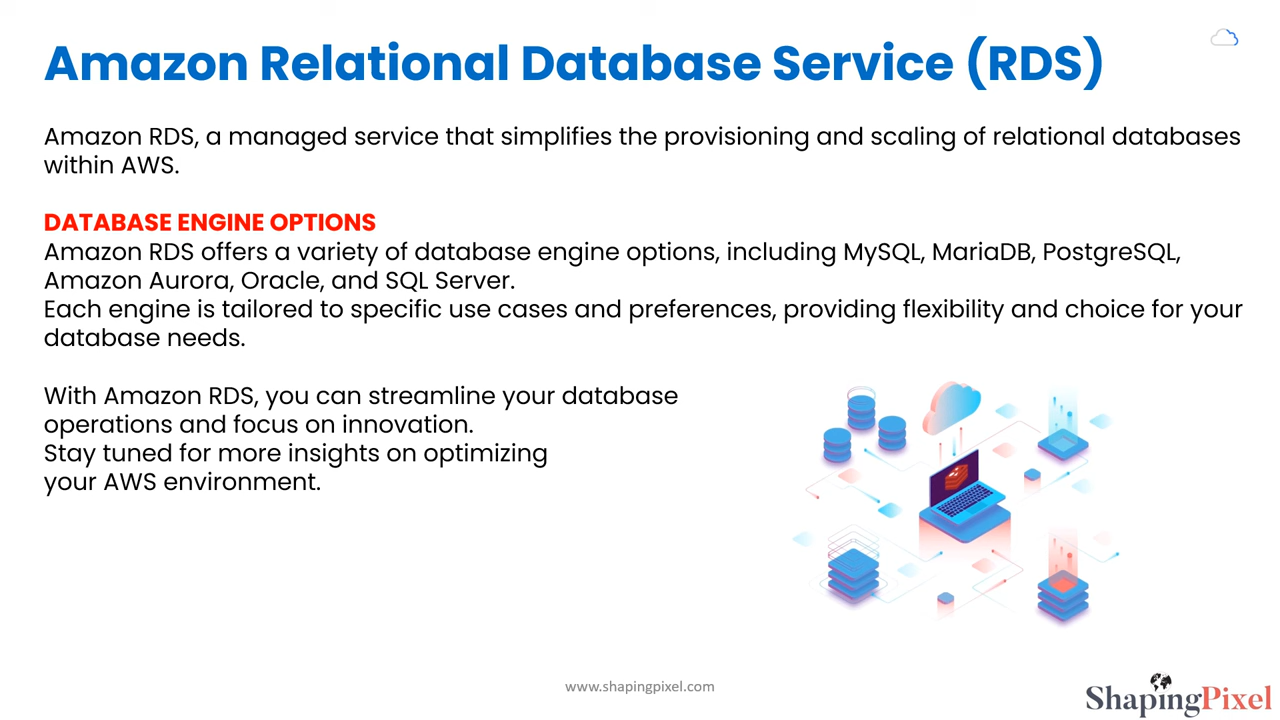 Amazon Relational Database Service (RDS)
Amazon RDS, a managed service that simplifies the provisioning and scaling of relational databases
within AWS.
DATABASE ENGINE OPTIONS
Amazon RDS offers a variety of database engine options, including MySQL, MariaDB, PostgreSQL,
Amazon Aurora, Oracle, and SQL Server.
Each engine is tailored to specific use cases and preferences, providing flexibility and choice for your
database needs.
With Amazon RDS, you can streamline your database
operations and focus on innovation.
Stay tuned for more insights on optimizing
your AWS environment.
www.shapingpixel.com
ShapingPixel